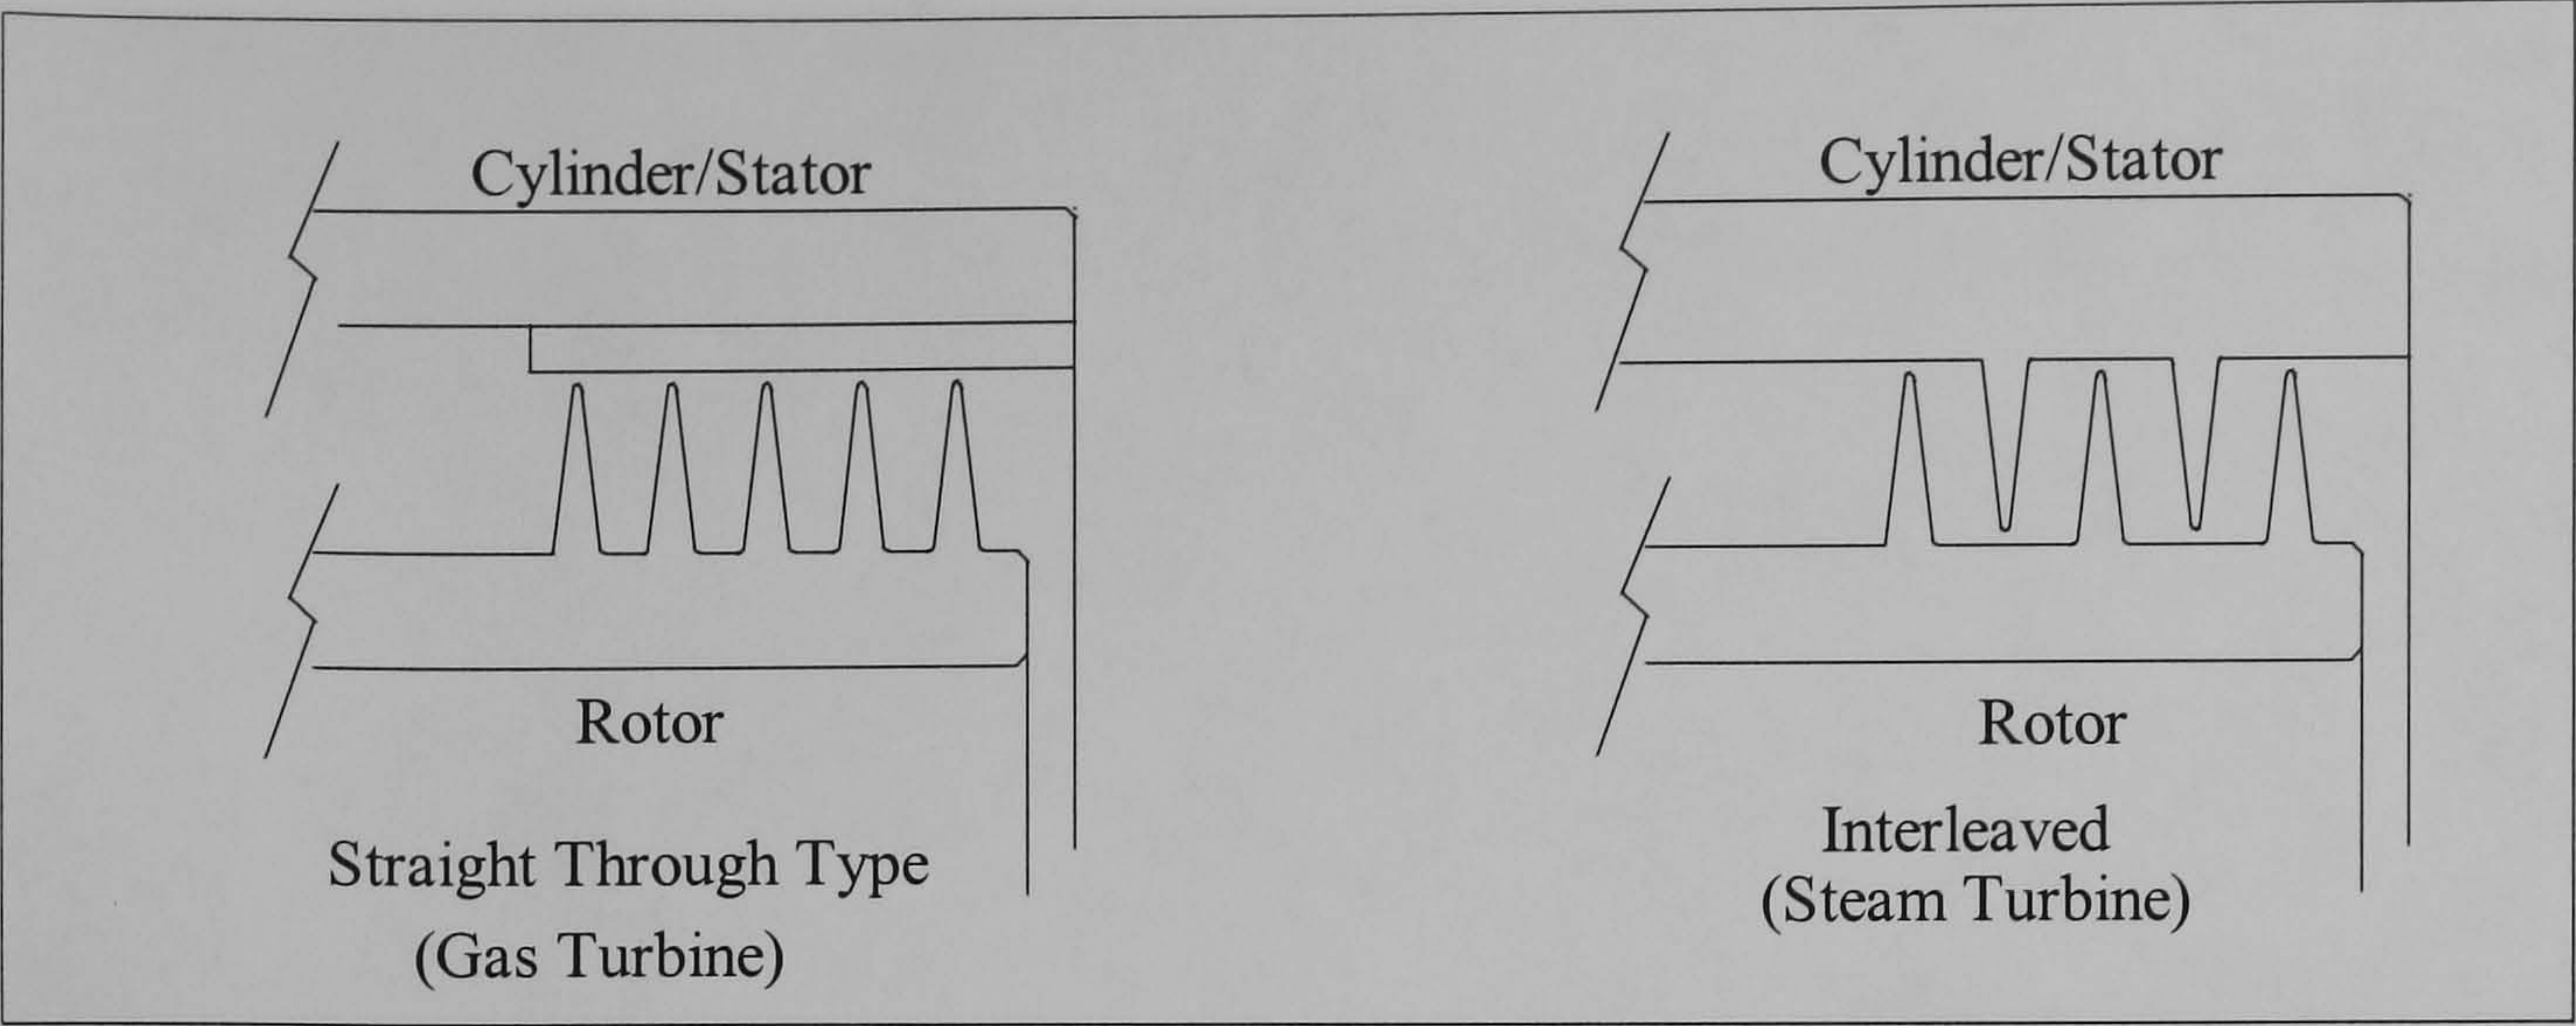 Cylinder/Stator
Rotor
Straight Through Type
(Gas Turbine)
Cylinder/Stator
Rotor
Interleaved
(Steam Turbine)